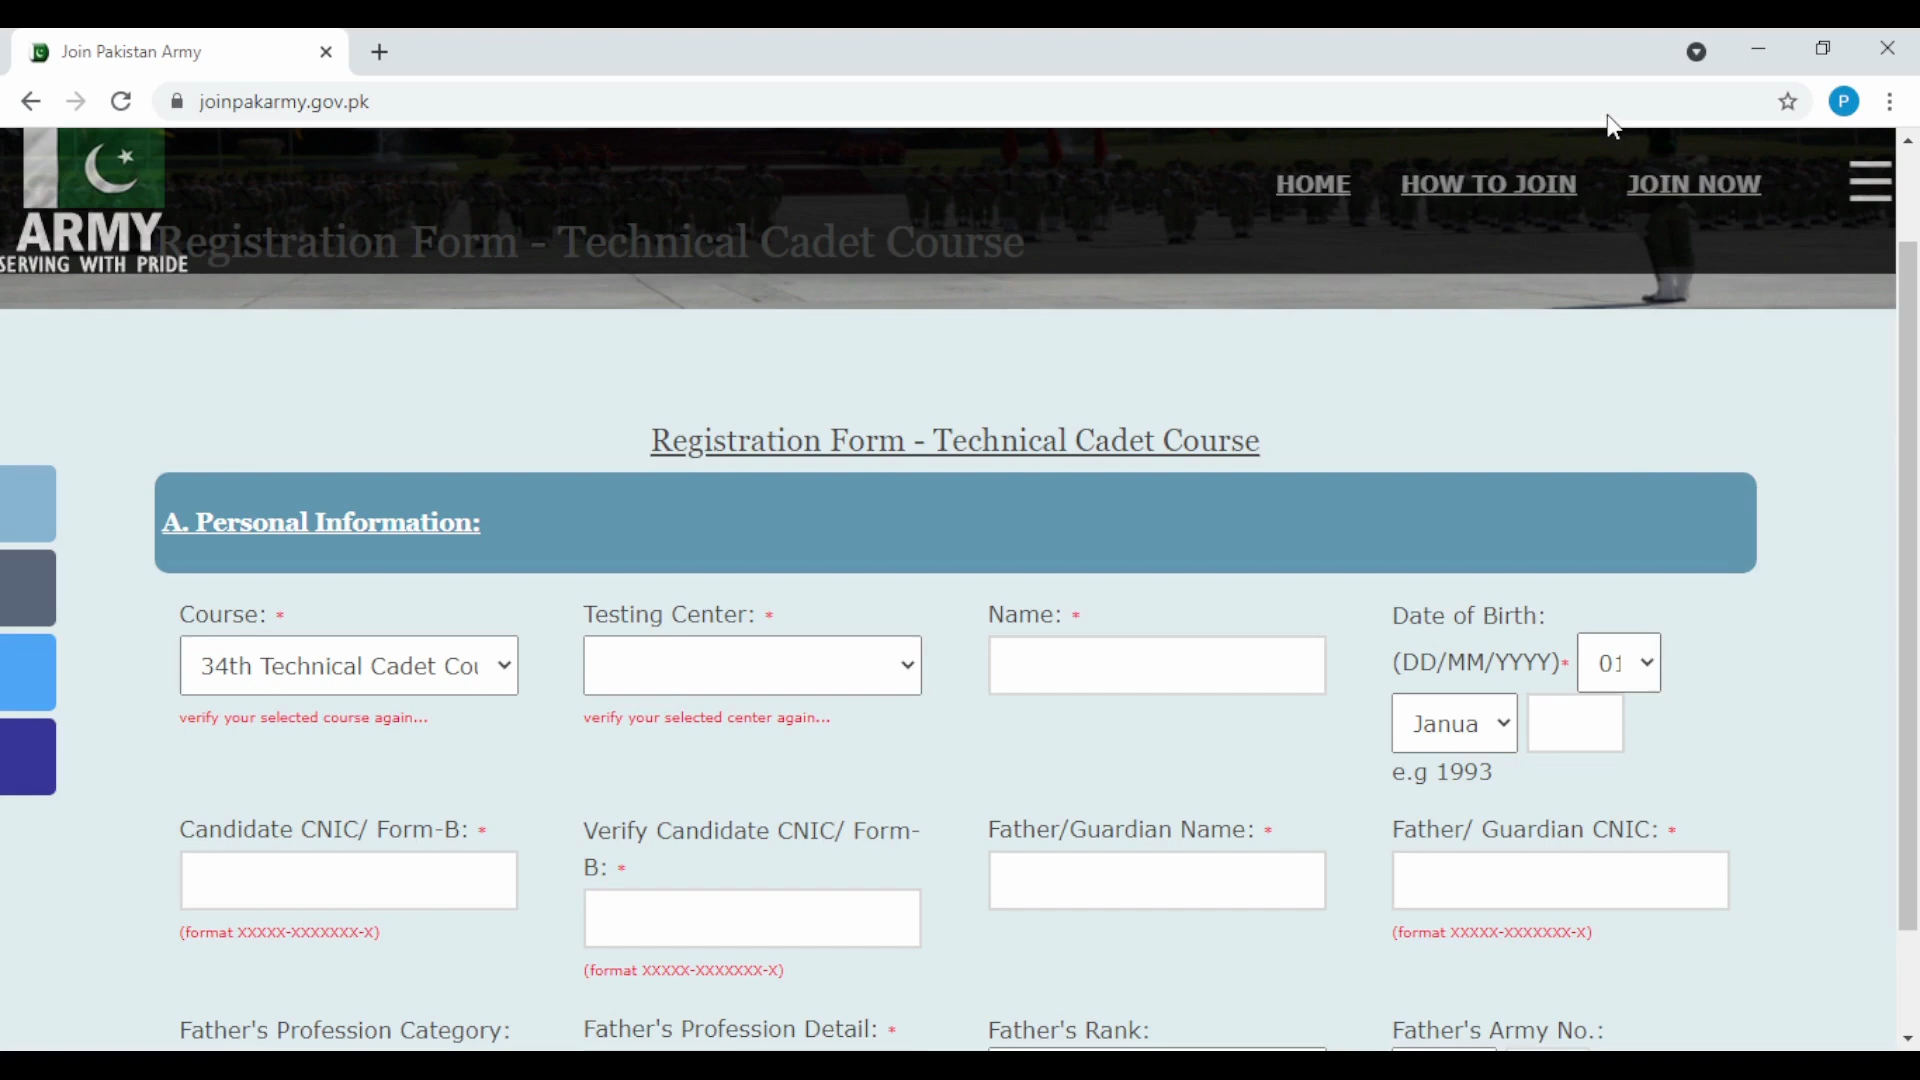 Join Pakistan Army
joinpakarmy.gov.pk
P
HOME HOW TO JOIN JOIN NOW
ARMY
SERVING WITH PRIDE
Registration Form - Technical Cadet Course
Registration Form - Technical Cadet Course
A. Personal Information:
Course: * Testing Center: * Name: * Date of Birth:
34th Technical Cadet Cou (DD/MM/YYYY)* 01
verify your selected course again... verify your selected center again... Janua
e.g 1993
Candidate CNIC/ Form-B: * Verify Candidate CNIC/ Form- Father/Guardian Name: * Father/ Guardian CNIC: *
B: *
(format XXXXX-XXXXXXX-X) (format XXXXX-XXXXXXX-X)
(format XXXXX-XXXXXXX-X)
Father's Profession Category: Father's Profession Detail: * Father's Rank: Father's Army No.: